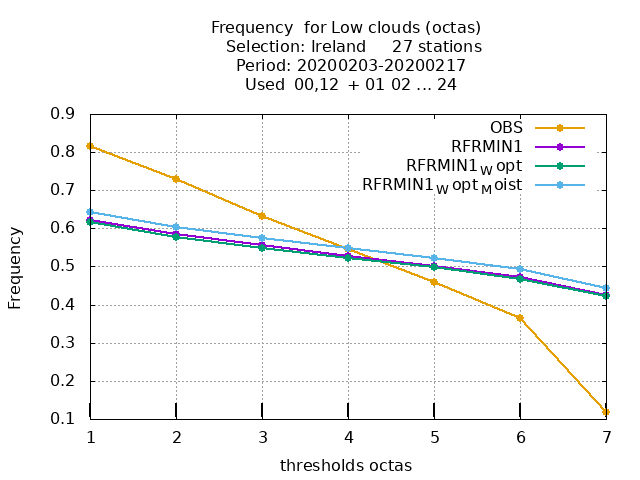 Frequency for Low clouds (octas)
Selection: Ireland 27 stations
Period: 20200203-20200217
Used 00,12 + 01 02 ... 24
0.9
0.8
0.7
0.6
0.5
0.4
0.3
0.2
0.1
Frequency
OBS
RFRMIN1
RFRMIN1Wopt
RFRMIN1WoptMoist
1 2 3 4 5 6 7
thresholds octas